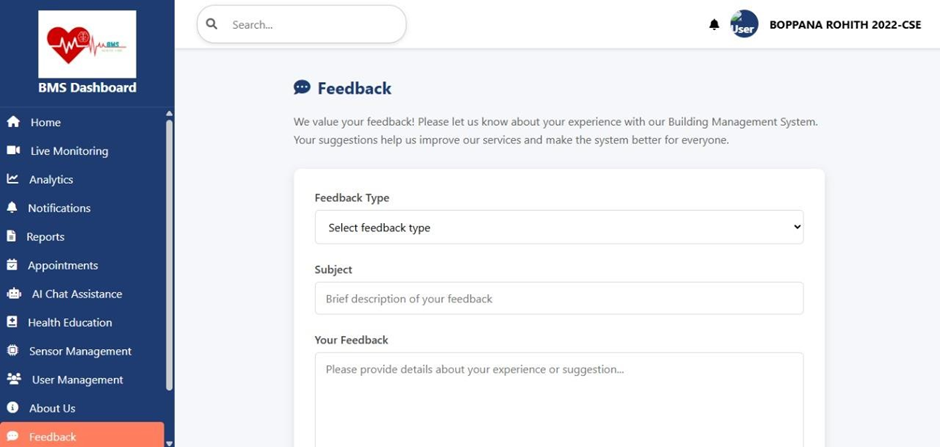 BMS
BMS Dashboard
Home
Live Monitoring
Analytics
Notifications
Reports
Appointments
AI Chat Assistance
Health Education
Sensor Management
User Management
About Us
Feedback
Search...
User
BOPPANA ROHITH 2022-CSE
Feedback
We value your feedback! Please let us know about your experience with our Building Management System.
Your suggestions help us improve our services and make the system better for everyone.
Feedback Type
Select feedback type
Subject
Brief description of your feedback
Your Feedback
Please provide details about your experience or suggestion...